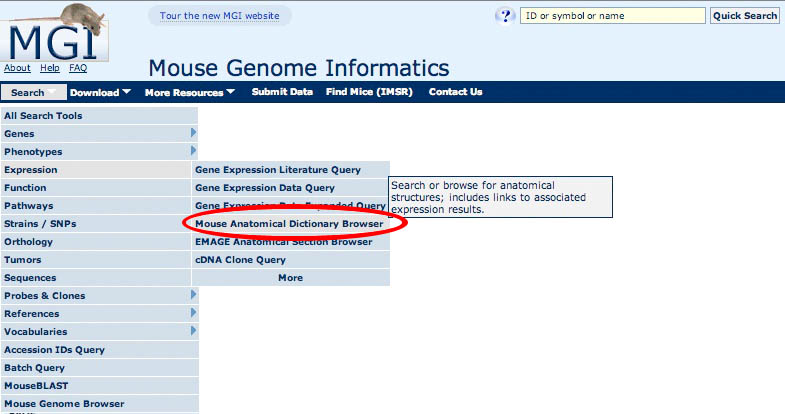 Tour the new MGI website
? ID or symbol or name Quick Search
MGI
About Help FAQ
Mouse Genome Informatics
Search Download More Resources Submit Data Find Mice (IMSR) Contact Us
All Search Tools
Genes
Phenotypes
Expression
Function
Pathways
Strains / SNPs
Orthology
Tumors
Sequences
Probes & Clones
References
Vocabularies
Accession IDs Query
Batch Query
MouseBLAST
Mouse Genome Browser
Gene Expression Literature Query
Gene Expression Data Query
Gene Expression Data Expanded Query
Mouse Anatomical Dictionary Browser
EMAGE Anatomical Section Browser
cDNA Clone Query
More
Search or browse for anatomical
structures; includes links to associated
expression results.